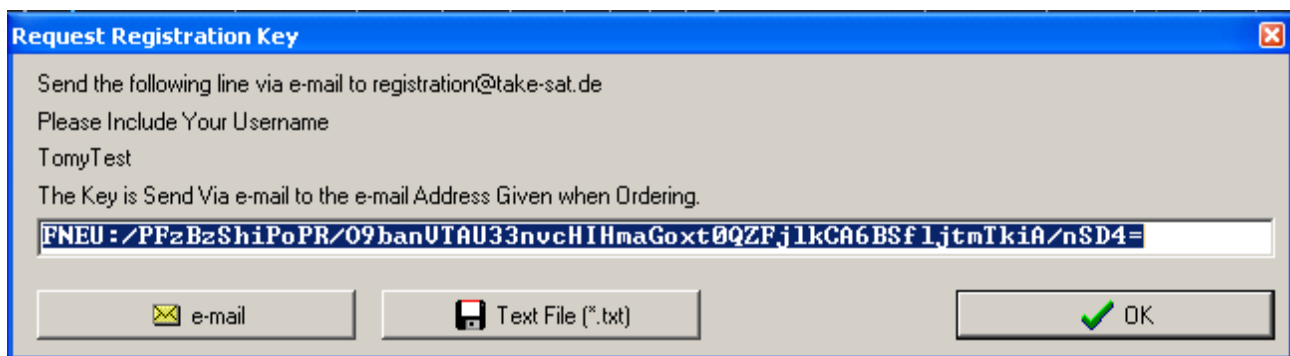 Request Registration Key
Send the following line via e-mail to registration@take-sat.de
Please Include Your Username
TomyTest
The Key is Send Via e-mail to the e-mail Address Given when Ordering.
FNEU:/PFzBzShiPoPR/O9banVTAU33nvcHIHmaGoxt0QZFjlkCA6BSfljtmTkiA/nSD4=
e-mail
Text File (*.txt)
OK